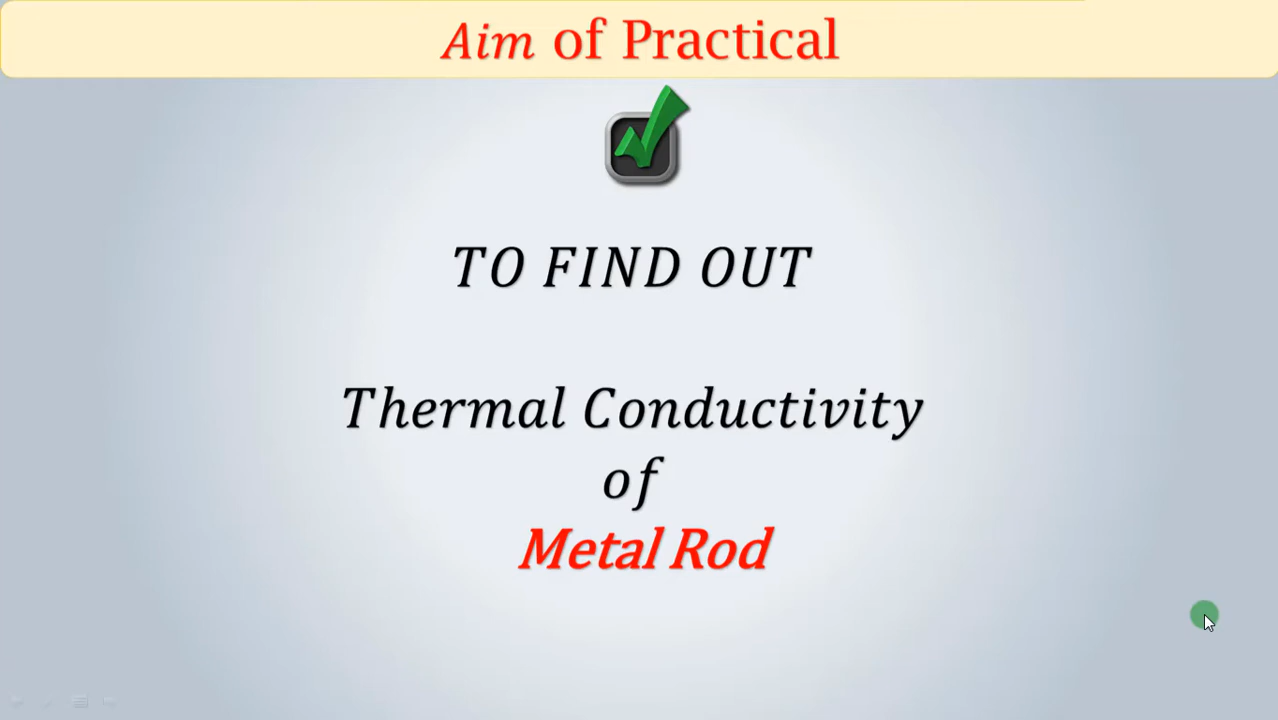 Aim of Practical
TO FIND OUT
Thermal Conductivity
of
Metal Rod